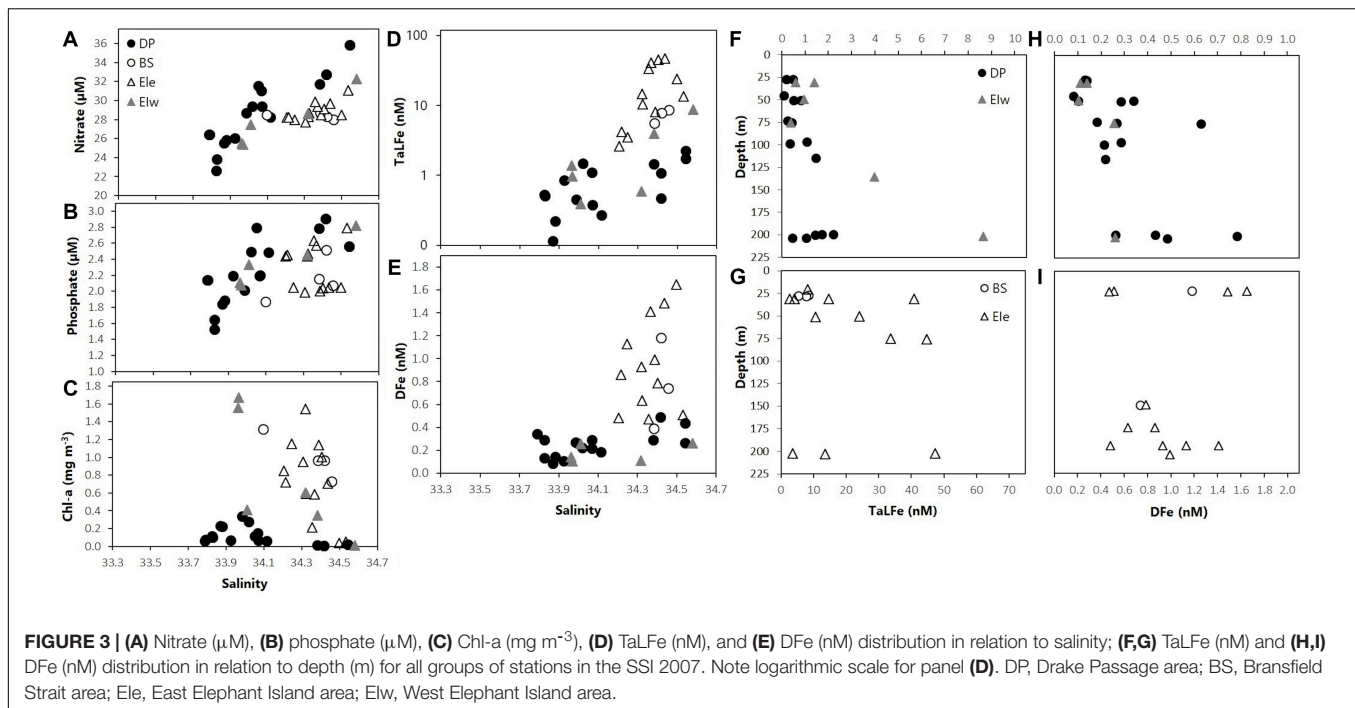 A
Nitrate (µM)
36
34
32
30
28
26
24
22
20
DP
BS
Ele
Elw
B
Phosphate (µM)
3.0
2.8
2.6
2.4
2.2
2.0
1.8
1.6
1.4
1.2
1.0
C
Chl-a (mg m⁻³)
1.8
1.6
1.4
1.2
1.0
0.8
0.6
0.4
0.2
0.0
33.3 33.5 33.7 33.9 34.1 34.3 34.5 34.7
Salinity
D
TaLFe (nM)
100
10
1
0
E
DFe (nM)
1.8
1.6
1.4
1.2
1.0
0.8
0.6
0.4
0.2
0.0
33.3 33.5 33.7 33.9 34.1 34.3 34.5 34.7
Salinity
F
0 1 2 3 4 5 6 7 8 9 10
Depth (m)
0
25
50
75
100
125
150
175
200
225
DP
Elw
G
Depth (m)
0
25
50
75
100
125
150
175
200
225
BS
Ele
0 10 20 30 40 50 60 70
TaLFe (nM)
H
0.0 0.1 0.2 0.3 0.4 0.5 0.6 0.7 0.8 0.9 1.0
I
0.0 0.2 0.4 0.6 0.8 1.0 1.2 1.4 1.6 1.8 2.0
DFe (nM)
FIGURE 3 | (A) Nitrate (µM), (B) phosphate (µM), (C) Chl-a (mg m⁻³), (D) TaLFe (nM), and (E) DFe (nM) distribution in relation to salinity; (F,G) TaLFe (nM) and (H,I)
DFe (nM) distribution in relation to depth (m) for all groups of stations in the SSI 2007. Note logarithmic scale for panel (D). DP, Drake Passage area; BS, Bransfield
Strait area; Ele, East Elephant Island area; Elw, West Elephant Island area.